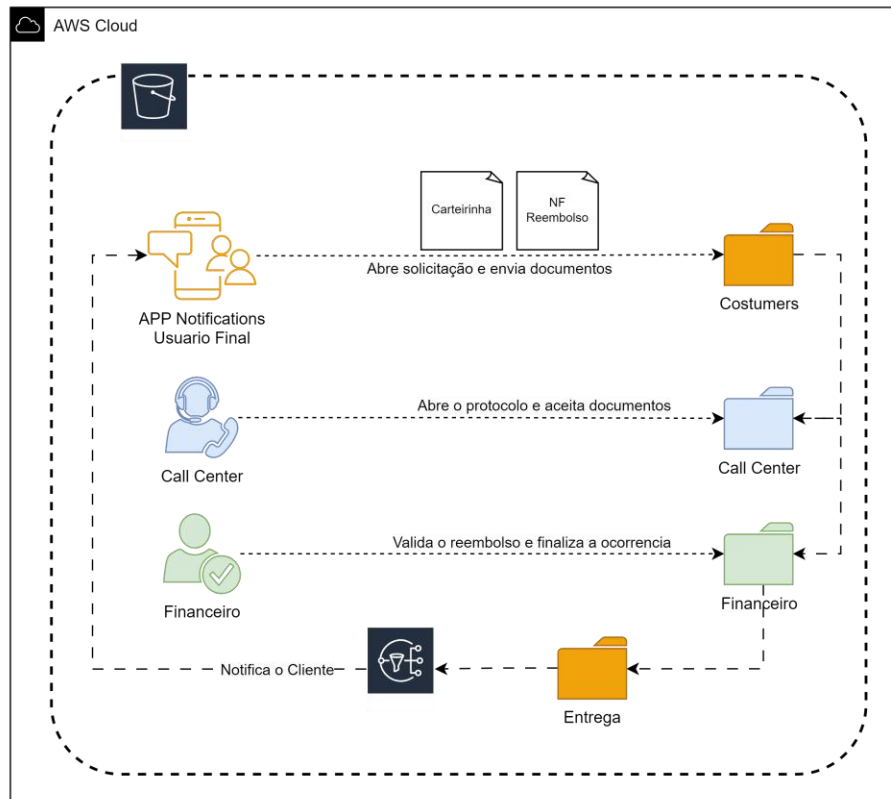 AWS Cloud
Carteirinha
NF
Reembolso
Abre solicitação e envia documentos
APP Notifications
Usuario Final
Costumers
Abre o protocolo e aceita documentos
Call Center
Call Center
Valida o reembolso e finaliza a ocorrencia
Financeiro
Financeiro
Notifica o Cliente
Entrega